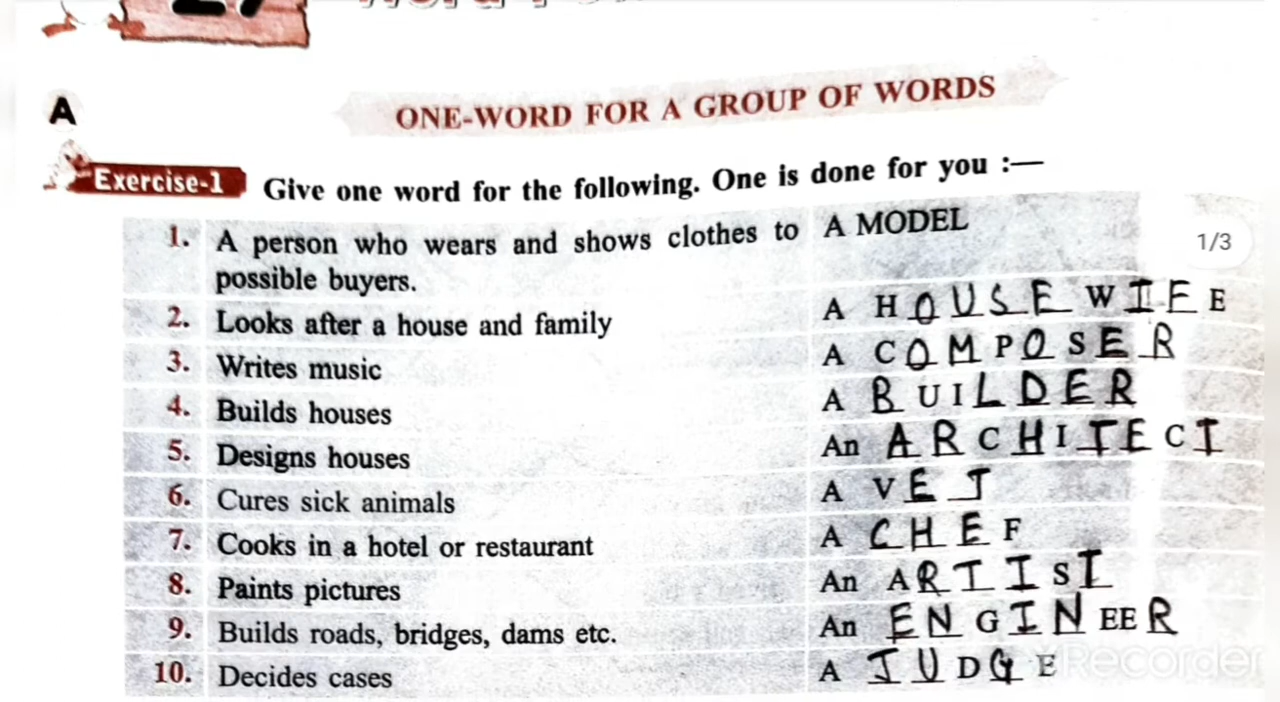 27
A
ONE-WORD FOR A GROUP OF WORDS
Exercise-1 Give one word for the following. One is done for you :—
1. A person who wears and shows clothes to A MODEL
possible buyers.
1/3
2. Looks after a house and family A HOUSE WIFE
3. Writes music A COMPOSER
4. Builds houses A BUILDER
5. Designs houses An ARCHITECT
6. Cures sick animals A VET
7. Cooks in a hotel or restaurant A CHEF
8. Paints pictures An ARTIST
9. Builds roads, bridges, dams etc. An ENGINEER
10. Decides cases A JUDGE
Recorder